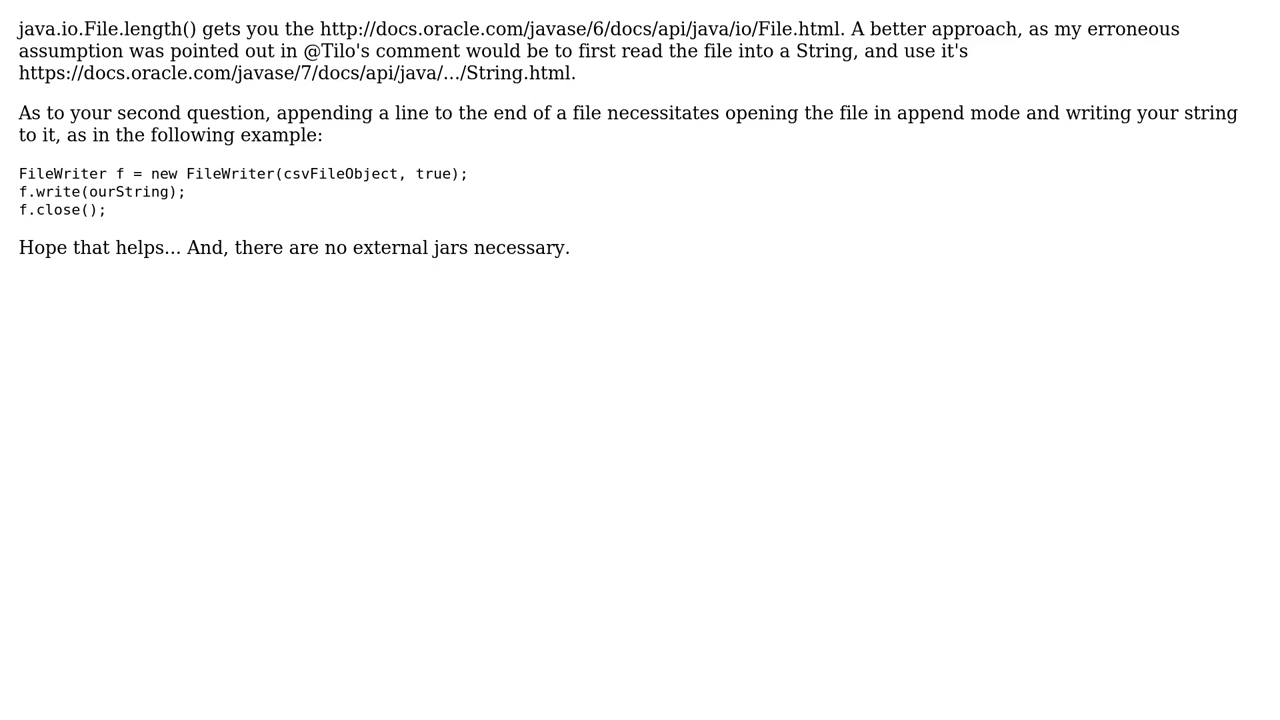 java.io.File.length() gets you the http://docs.oracle.com/javase/6/docs/api/java/io/File.html. A better approach, as my erroneous
assumption was pointed out in @Tilo's comment would be to first read the file into a String, and use it's
https://docs.oracle.com/javase/7/docs/api/java/.../String.html.
As to your second question, appending a line to the end of a file necessitates opening the file in append mode and writing your string
to it, as in the following example:
FileWriter f = new FileWriter(csvFileObject, true);
f.write(ourString);
f.close();
Hope that helps... And, there are no external jars necessary.